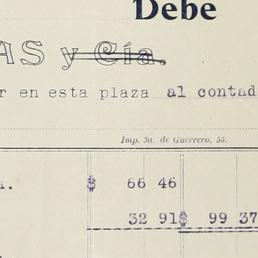 Debe
AS y Cía.
r en esta plaza al contad
Imp. 3a. de Guerrero, 55.
$ 66 46
32 91 $ 99 37